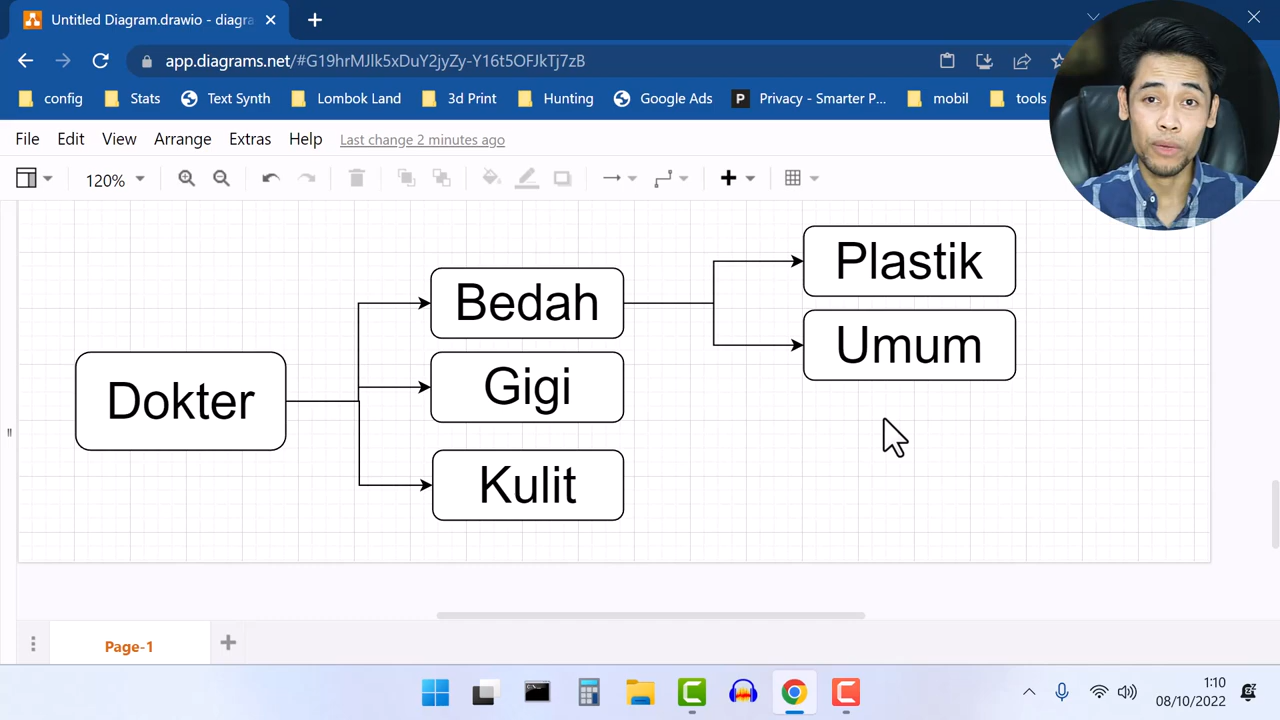 Untitled Diagram.drawio - diagra
app.diagrams.net/#G19hrMJlk5xDuY2jyZy-Y16t5OFJkTj7zB
config Stats Text Synth Lombok Land 3d Print Hunting Google Ads Privacy - Smarter P... mobil tools
File Edit View Arrange Extras Help Last change 2 minutes ago
120%
Plastik
Bedah
Umum
Gigi
Dokter
Kulit
Page-1
1:10
08/10/2022